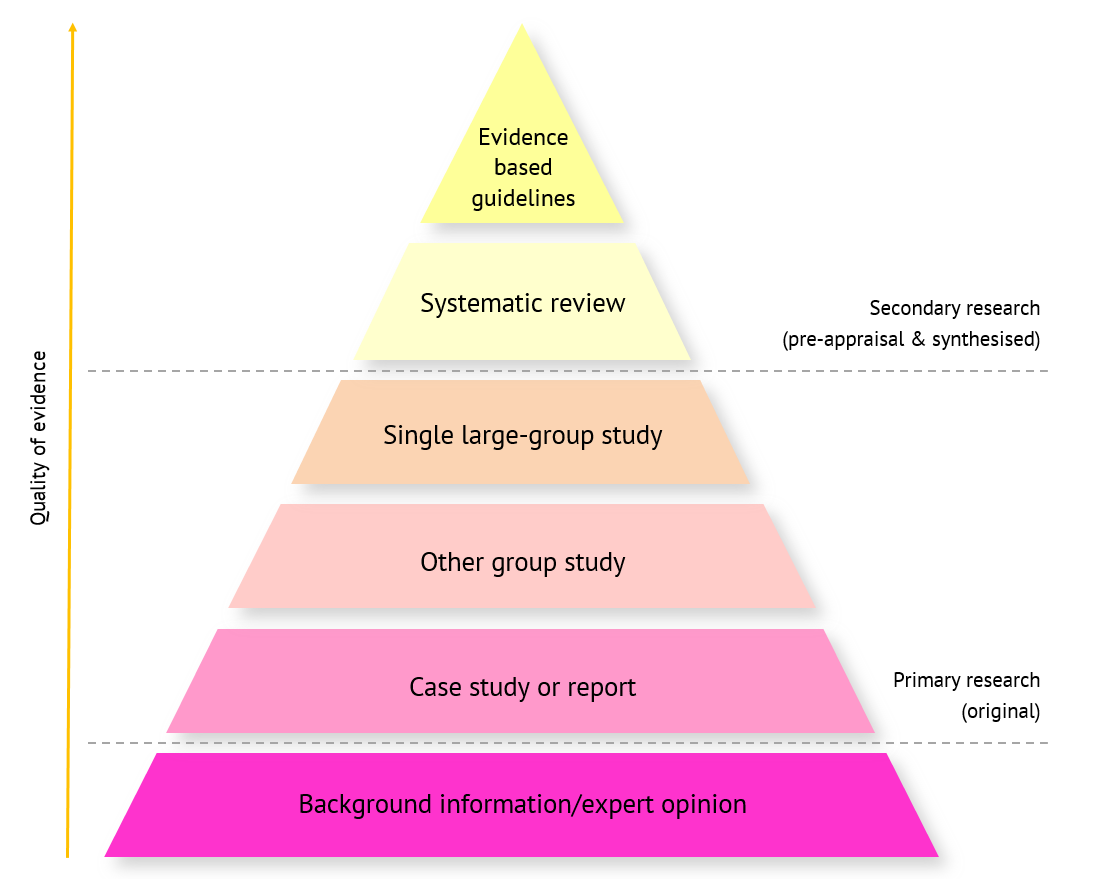 Evidence
based
guidelines
Systematic review
Secondary research
(pre-appraisal & synthesised)
Single large-group study
Quality of evidence
Other group study
Case study or report
Primary research
(original)
Background information/expert opinion